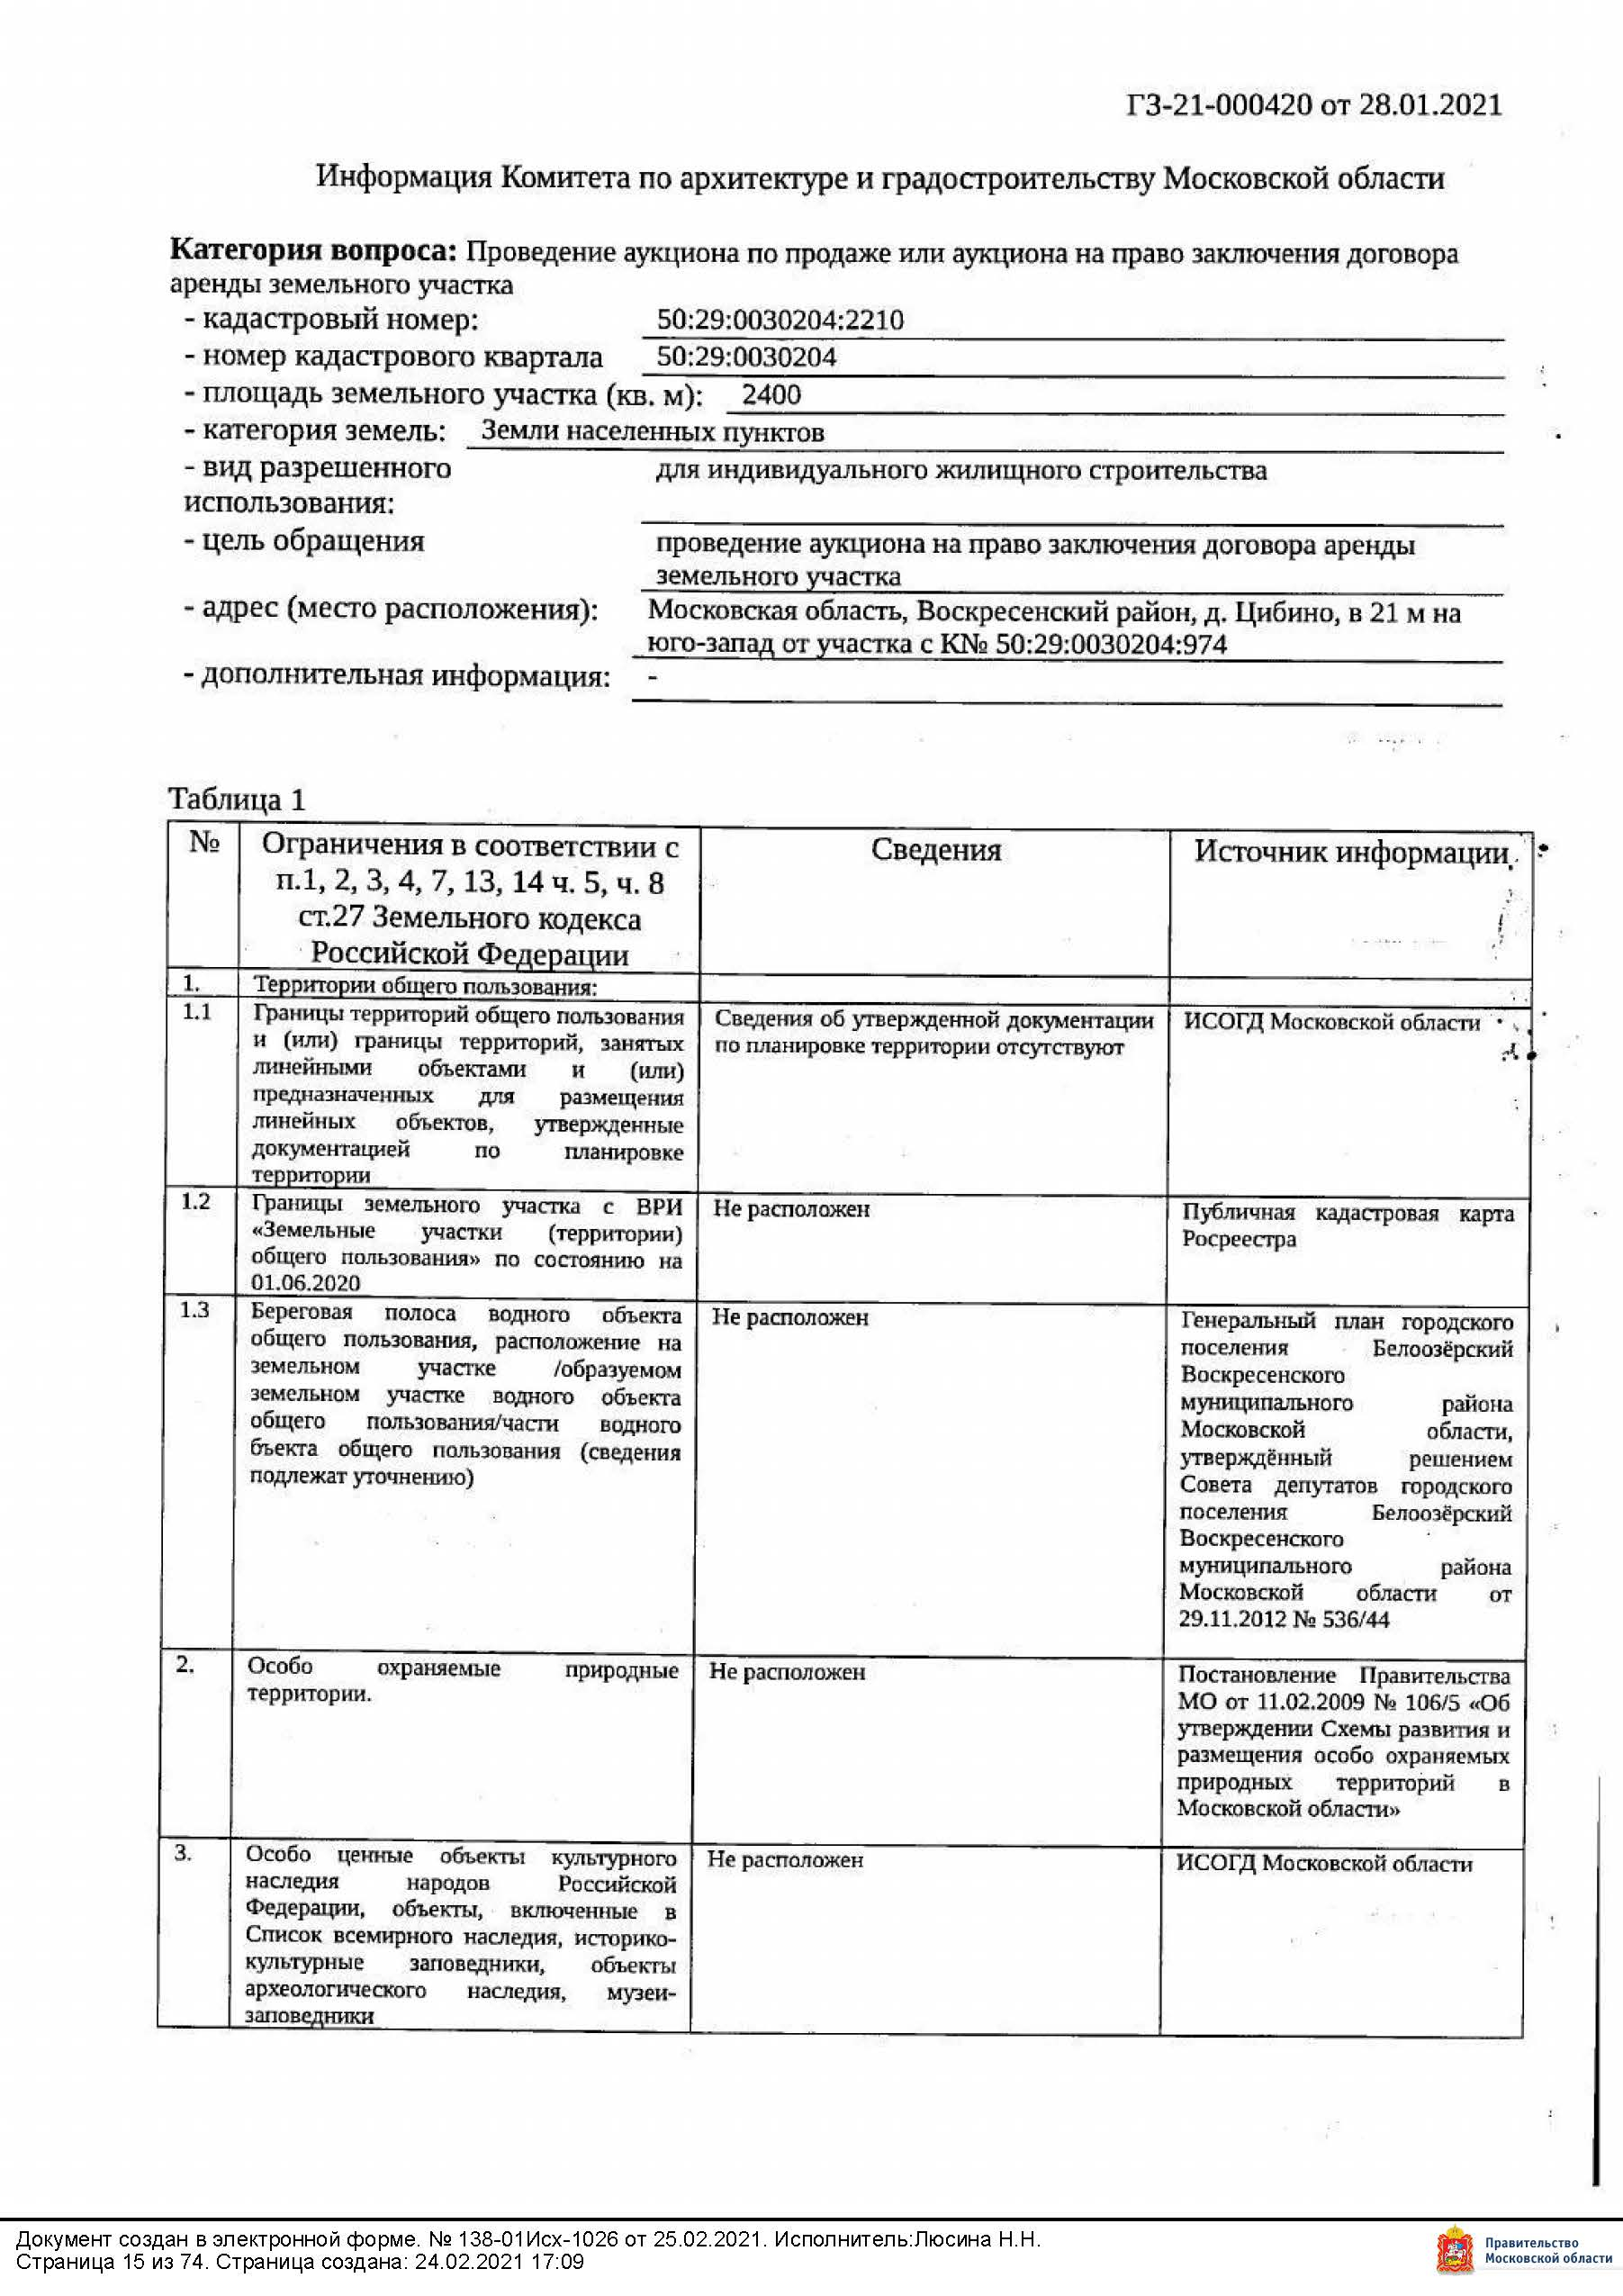 ГЗ-21-000420 от 28.01.2021
Информация Комитета по архитектуре и градостроительству Московской области
Категория вопроса: Проведение аукциона по продаже или аукциона на право заключения договора
аренды земельного участка
- кадастровый номер: 50:29:0030204:2210
- номер кадастрового квартала 50:29:0030204
- площадь земельного участка (кв. м): 2400
- категория земель: Земли населенных пунктов
- вид разрешенного для индивидуального жилищного строительства
использования:
- цель обращения проведение аукциона на право заключения договора аренды
земельного участка
- адрес (место расположения): Московская область, Воскресенский район, д. Цибино, в 21 м на
юго-запад от участка с К№ 50:29:0030204:974
- дополнительная информация: -
Таблица 1
№
Ограничения в соответствии с
п.1, 2, 3, 4, 7, 13, 14 ч. 5, ч. 8
ст.27 Земельного кодекса
Российской Федерации
Сведения
Источник информации
1.
Территории общего пользования:
1.1
Границы территорий общего пользования
и (или) границы территорий, занятых
линейными объектами и (или)
предназначенных для размещения
линейных объектов, утвержденные
документацией по планировке
территории
Сведения об утвержденной документации
по планировке территории отсутствуют
ИСОГД Московской области
1.2
Границы земельного участка с ВРИ
«Земельные участки (территории)
общего пользования» по состоянию на
01.06.2020
Не расположен
Публичная кадастровая карта
Росреестра
1.3
Береговая полоса водного объекта
общего пользования, расположение на
земельном участке /образуемом
земельном участке водного объекта
общего пользования/части водного
бъекта общего пользования (сведения
подлежат уточнению)
Не расположен
Генеральный план городского
поселения Белоозёрский
Воскресенского
муниципального района
Московской области,
утверждённый решением
Совета депутатов городского
поселения Белоозёрский
Воскресенского
муниципального района
Московской области от
29.11.2012 № 536/44
2.
Особо охраняемые природные
территории.
Не расположен
Постановление Правительства
МО от 11.02.2009 № 106/5 «Об
утверждении Схемы развития и
размещения особо охраняемых
природных территорий в
Московской области»
3.
Особо ценные объекты культурного
наследия народов Российской
Федерации, объекты, включенные в
Список всемирного наследия, историко-
культурные заповедники, объекты
археологического наследия, музеи-
заповедники
Не расположен
ИСОГД Московской области
Документ создан в электронной форме. № 138-01Исх-1026 от 25.02.2021. Исполнитель:Люсина Н.Н.
Страница 15 из 74. Страница создана: 24.02.2021 17:09
Правительство
Московской области